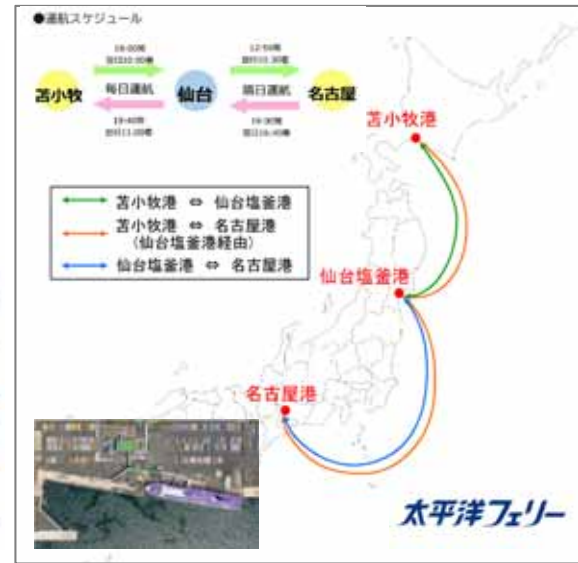 ●運航スケジュール
苫小牧
毎日運航
仙台
隔日運航
名古屋
苫小牧港 ⇔ 仙台塩釜港
苫小牧港 ⇔ 名古屋港
(仙台塩釜港経由)
仙台塩釜港 ⇔ 名古屋港
苫小牧港
仙台塩釜港
名古屋港
太平洋フェリー